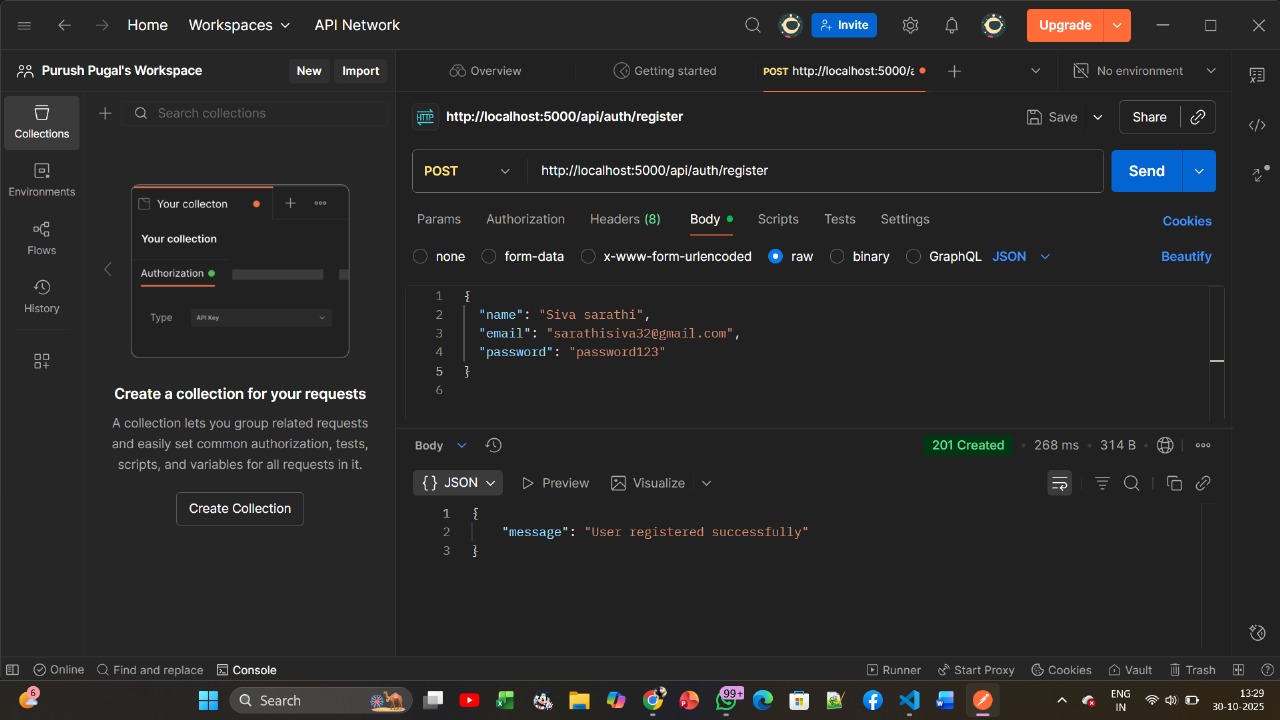 Home Workspaces API Network Invite Upgrade
Purush Pugal's Workspace New Import
Overview Getting started POST http://localhost:5000/a No environment
Collections
Environments
Flows
History
Search collections
Your collecton
Your collection
Authorization
Type API Key
Create a collection for your requests
A collection lets you group related requests
and easily set common authorization, tests,
scripts, and variables for all requests in it.
Create Collection
HTTP http://localhost:5000/api/auth/register Save Share
POST http://localhost:5000/api/auth/register Send
Params Authorization Headers (8) Body Scripts Tests Settings Cookies
none form-data x-www-form-urlencoded raw binary GraphQL JSON Beautify
1 {
2 "name": "Siva sarathi",
3 "email": "sarathisiva32@gmail.com",
4 "password": "password123"
5 }
6
Body 201 Created 268 ms 314 B
{} JSON Preview Visualize
1 {
2 "message": "User registered successfully"
3 }
Online Find and replace Console Runner Start Proxy Cookies Vault Trash
6 Search 99+ ENG 13:29
IN 30-10-2025